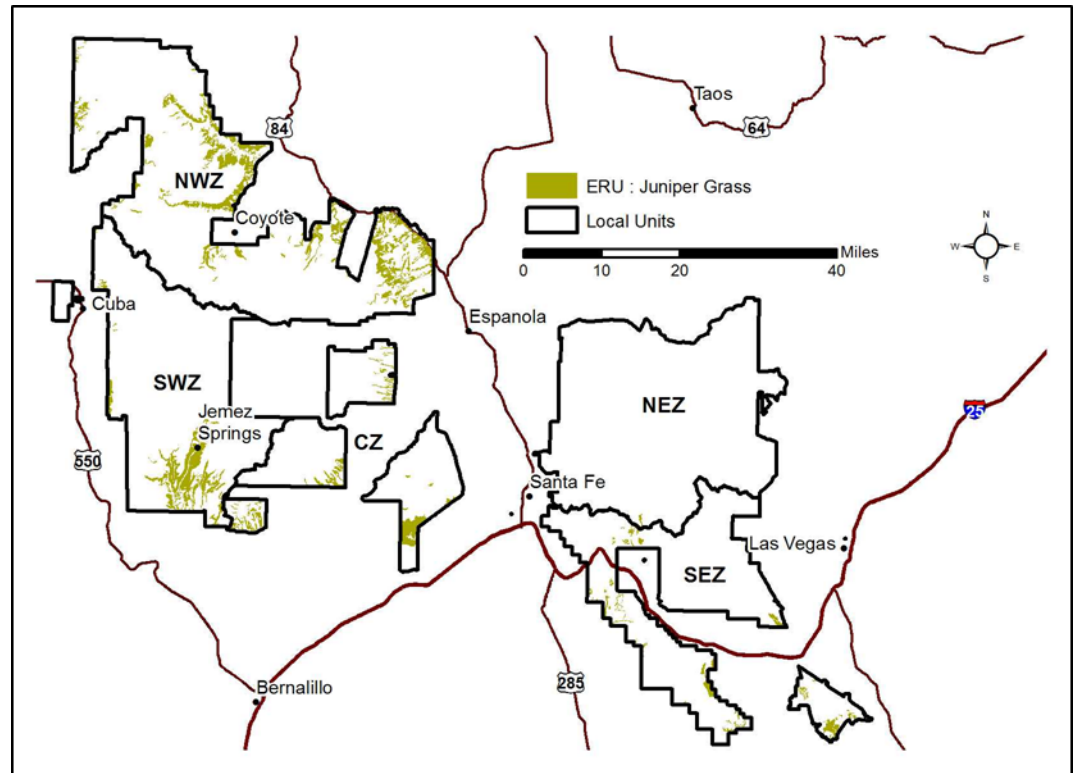 Taos
84
64
NWZ
ERU : Juniper Grass
Local Units
Coyote
N
W E
S
Miles
0 10 20 40
Cuba
Espanola
SWZ
NEZ
25
Jemez
Springs
CZ
550
Santa Fe
Las Vegas
SEZ
285
Bernalillo